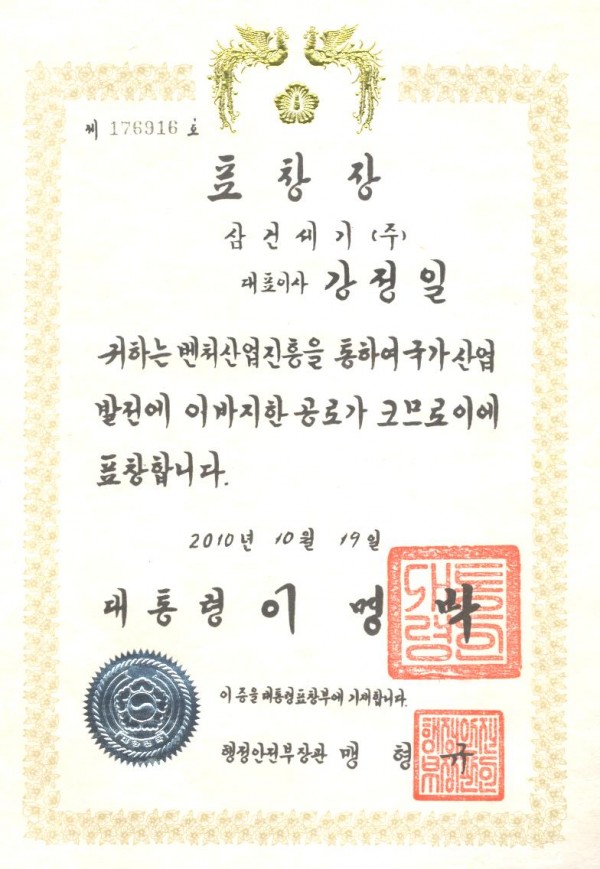 제 176916 호
표창장
삼건세기(주)
대표이사 강정일
귀하는 벤처산업진흥을 통하여 국가산업
발전에 이바지한 공로가 크므로 이에
표창합니다.
2010년 10월 19일
대통령 이명박
이 증을 대통령표창부에 기재합니다.
행정안전부장관 맹형규